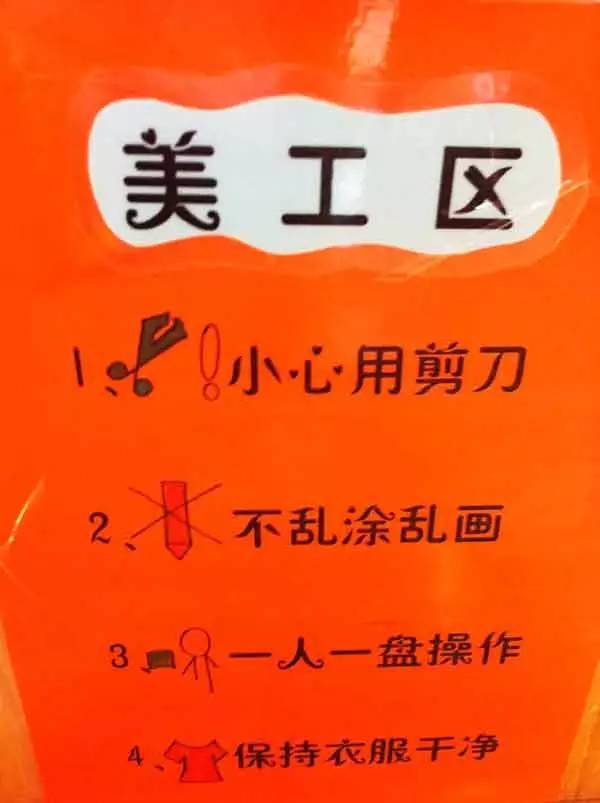 美工区
1、小心用剪刀
2、不乱涂乱画
3、一人一盘操作
4、保持衣服干净